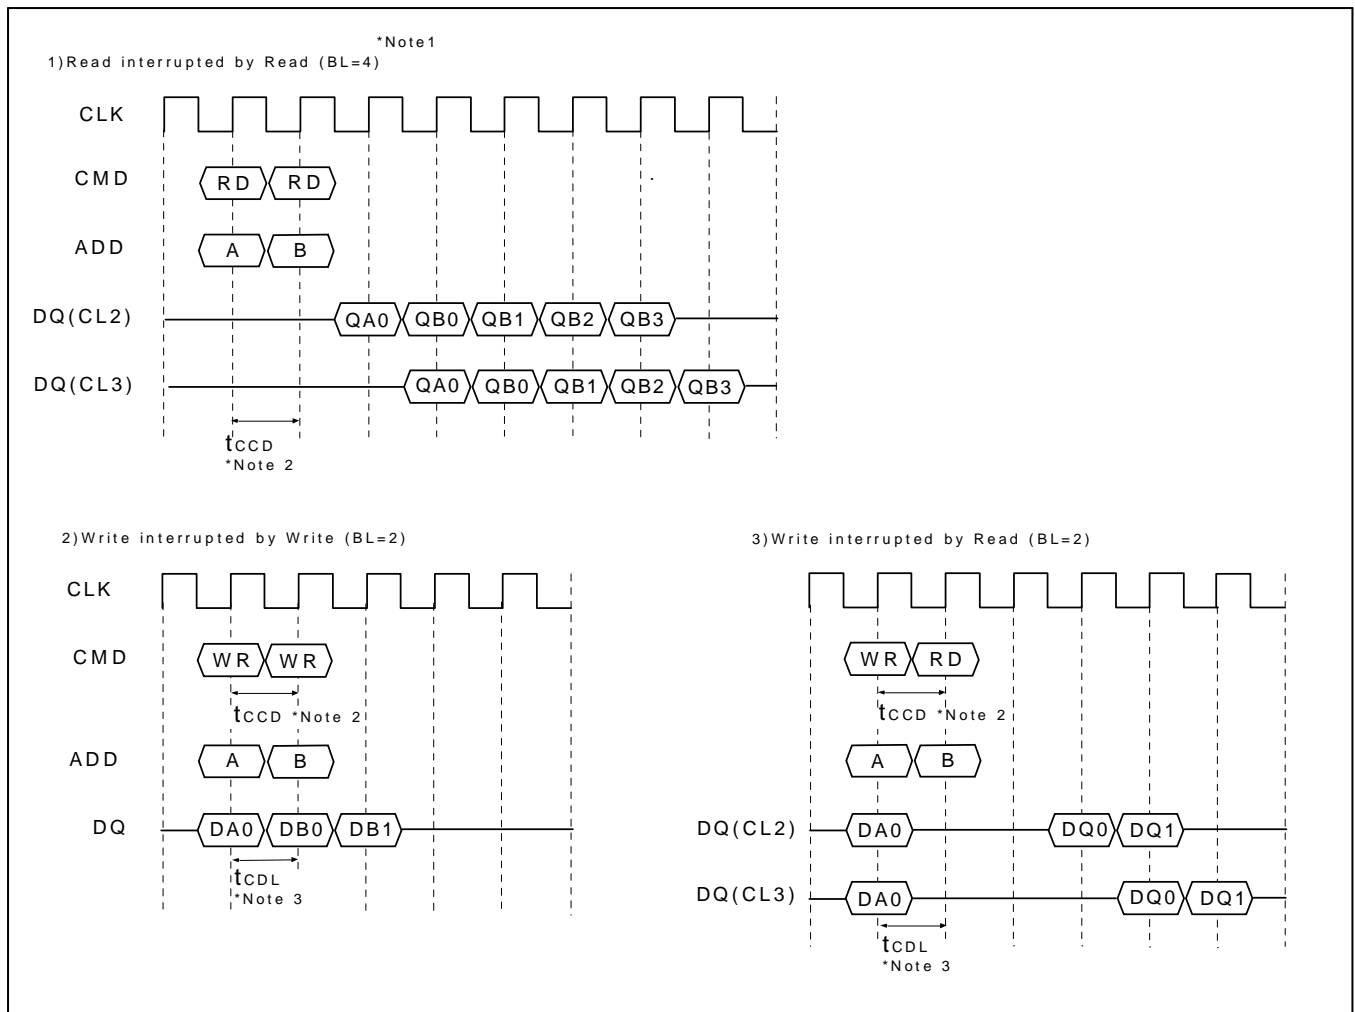 *Note1
1)Read interrupted by Read (BL=4)
CLK
CMD RD RD
ADD A B
DQ(CL2) QA0 QB0 QB1 QB2 QB3
DQ(CL3) QA0 QB0 QB1 QB2 QB3
tCCD
*Note 2
2)Write interrupted by Write (BL=2)
CLK
CMD WR WR
tCCD *Note 2
ADD A B
DQ DA0 DB0 DB1
tCDL
*Note 3
3)Write interrupted by Read (BL=2)
CMD WR RD
tCCD *Note 2
A B
DQ(CL2) DA0 DQ0 DQ1
DQ(CL3) DA0 DQ0 DQ1
tCDL
*Note 3